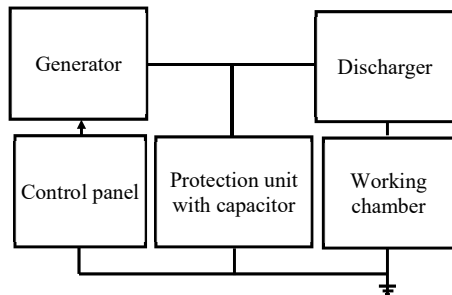 Generator
Discharger
Control panel
Protection unit
with capacitor
Working
chamber